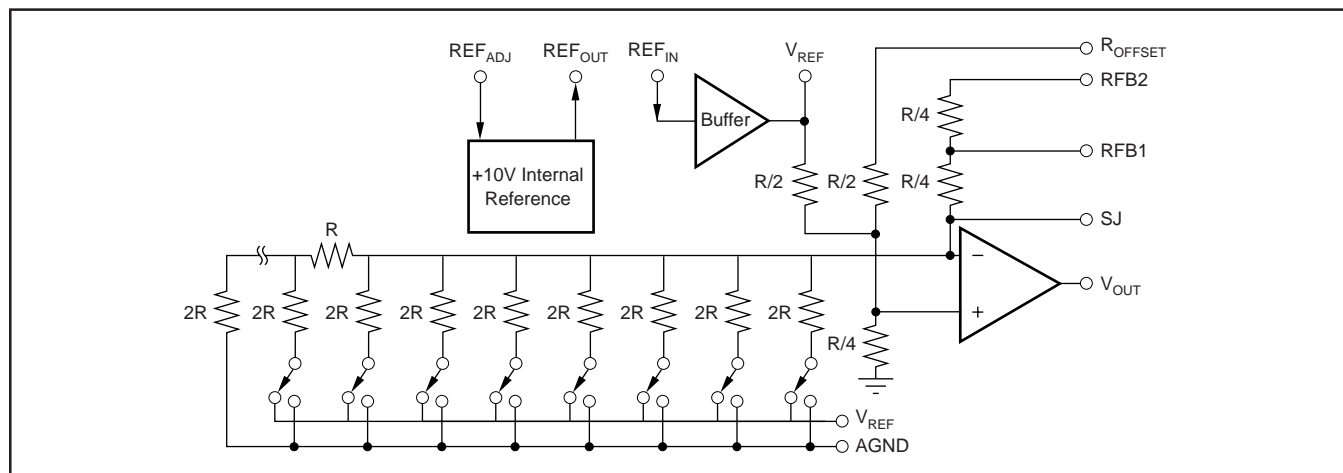 REF_ADJ REF_OUT REF_IN V_REF R_OFFSET
RFB2
R/4
Buffer
RFB1
+10V Internal
Reference
R/2 R/2 R/4
SJ
R
−
V_OUT
2R 2R 2R 2R 2R 2R 2R 2R 2R
+
R/4
V_REF
AGND